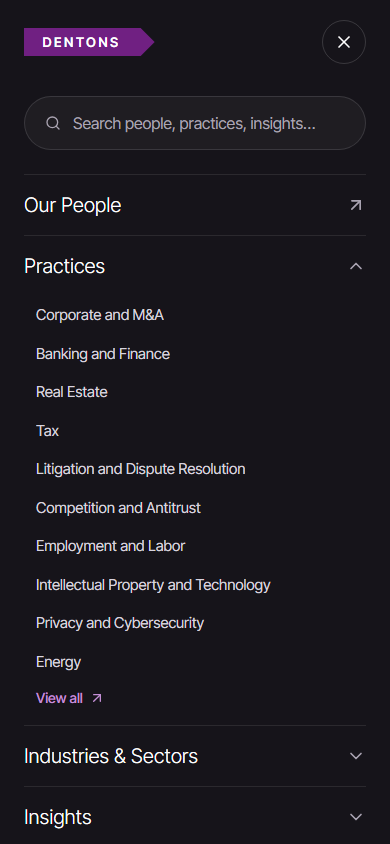 DENTONS
Search people, practices, insights...
Our People
Practices
Corporate and M&A
Banking and Finance
Real Estate
Tax
Litigation and Dispute Resolution
Competition and Antitrust
Employment and Labor
Intellectual Property and Technology
Privacy and Cybersecurity
Energy
View all
Industries & Sectors
Insights